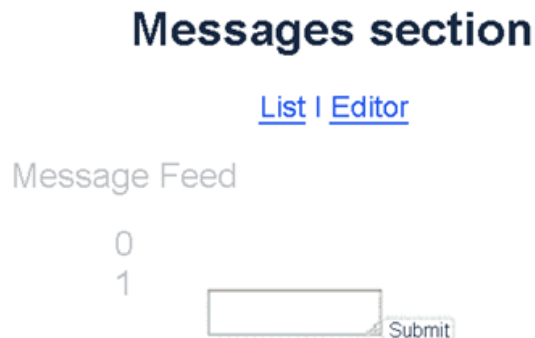 Messages section
List | Editor
Message Feed
0
1
Submit